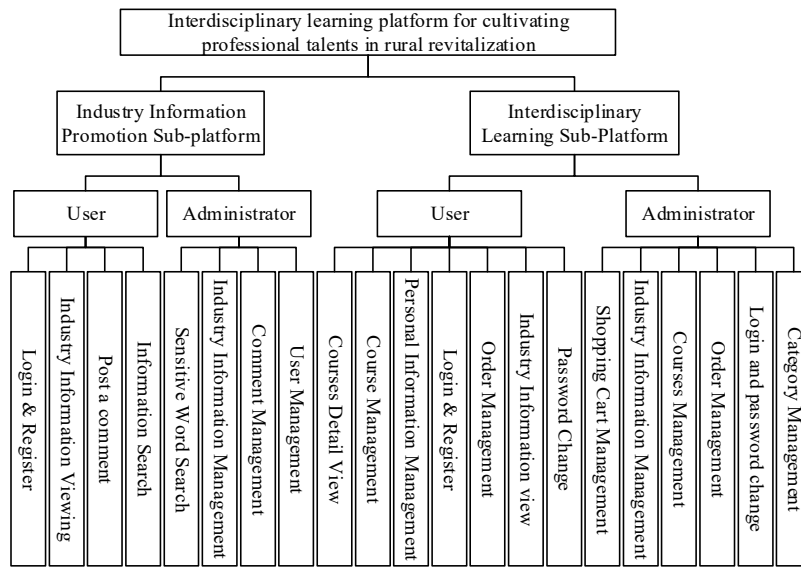 Interdisciplinary learning platform for cultivating
professional talents in rural revitalization
Industry Information
Promotion Sub-platform
Interdisciplinary
Learning Sub-Platform
User
Administrator
User
Administrator
Login & Register
Industry Information Viewing
Post a comment
Information Search
Sensitive Word Search
Industry Information Management
Comment Management
User Management
Courses Detail View
Course Management
Personal Information Management
Login & Register
Order Management
Industry Information view
Password Change
Shopping Cart Management
Industry Information Management
Courses Management
Order Management
Login and password change
Category Management